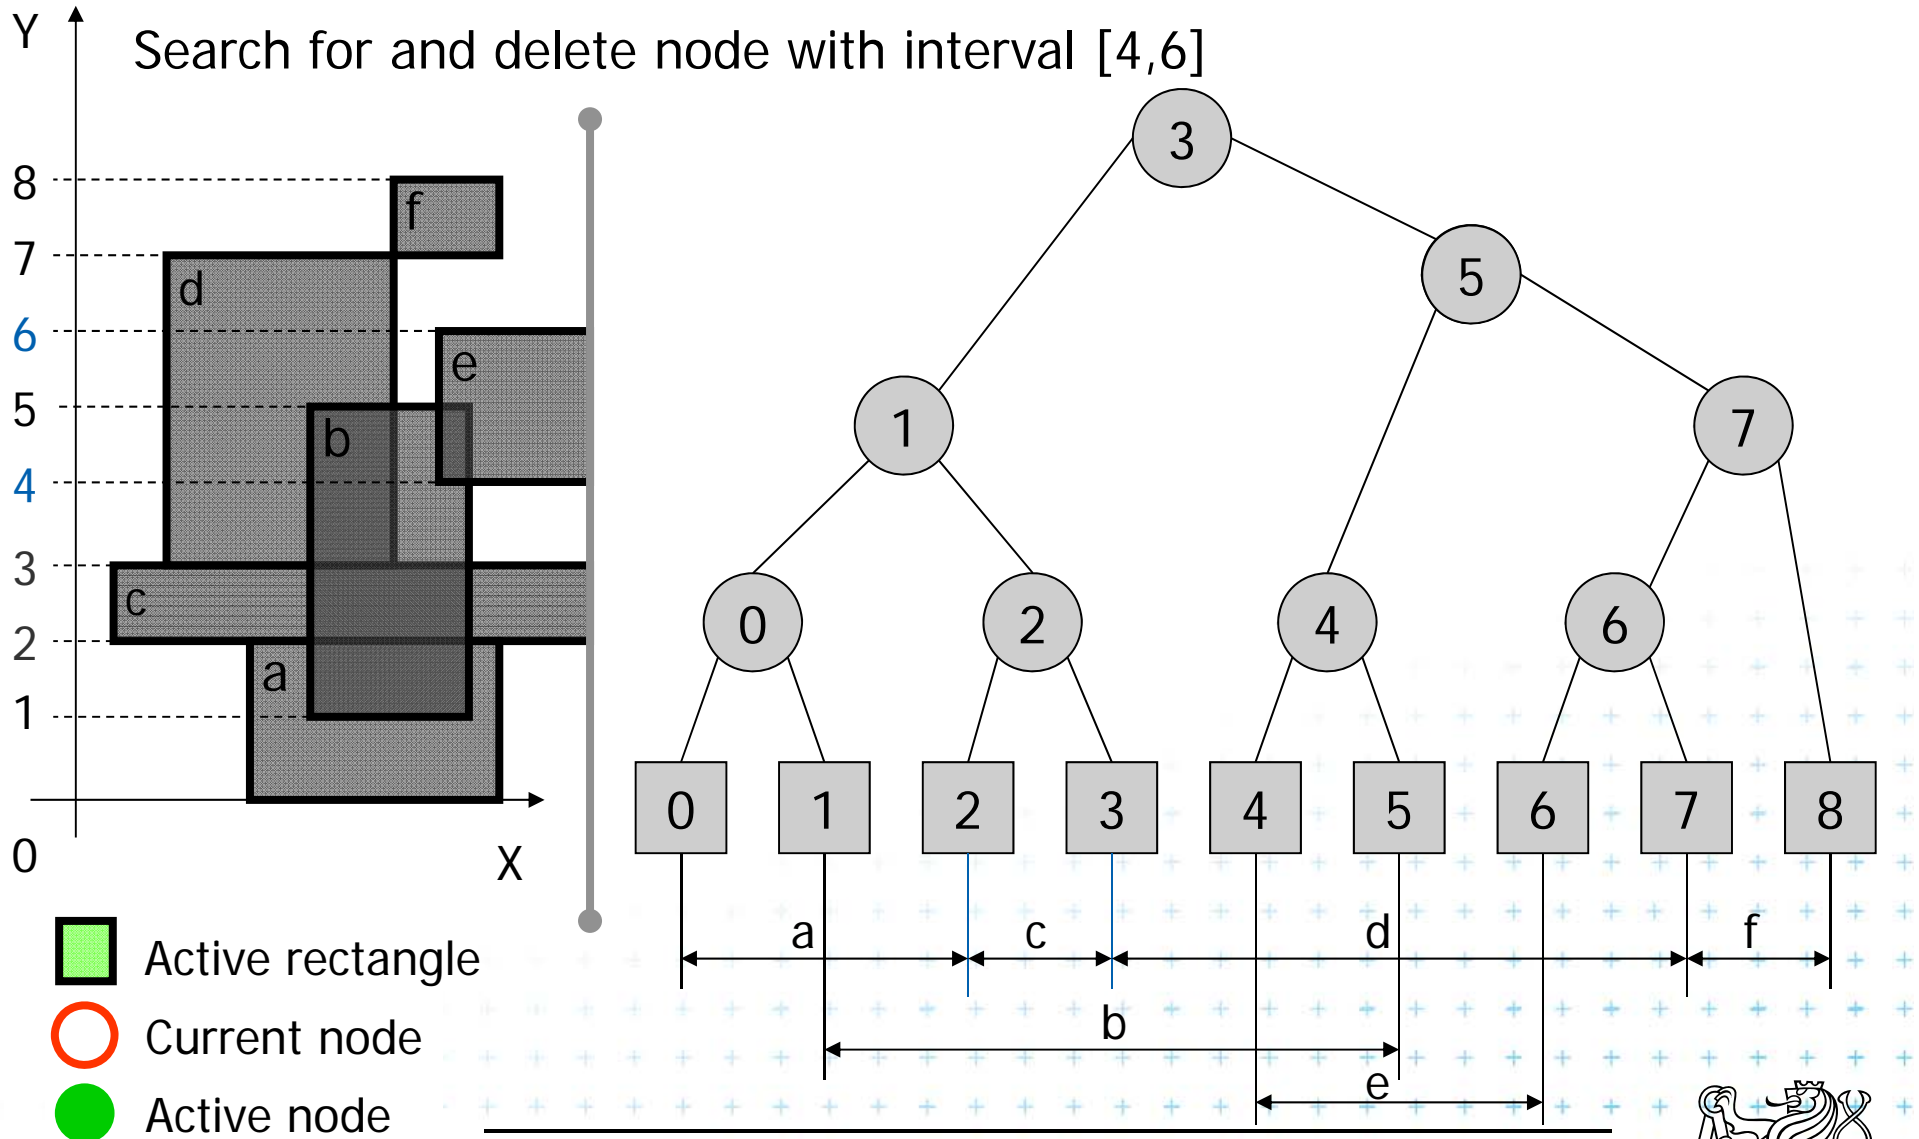 Y
Search for and delete node with interval [4,6]
3
8
f
7
d
5
6
e
5
b
1
7
4
3
c
0
2
4
6
2
a
1
0
1
2
3
4
5
6
7
8
0
X
a
c
d
f
Active rectangle
b
Current node
e
Active node